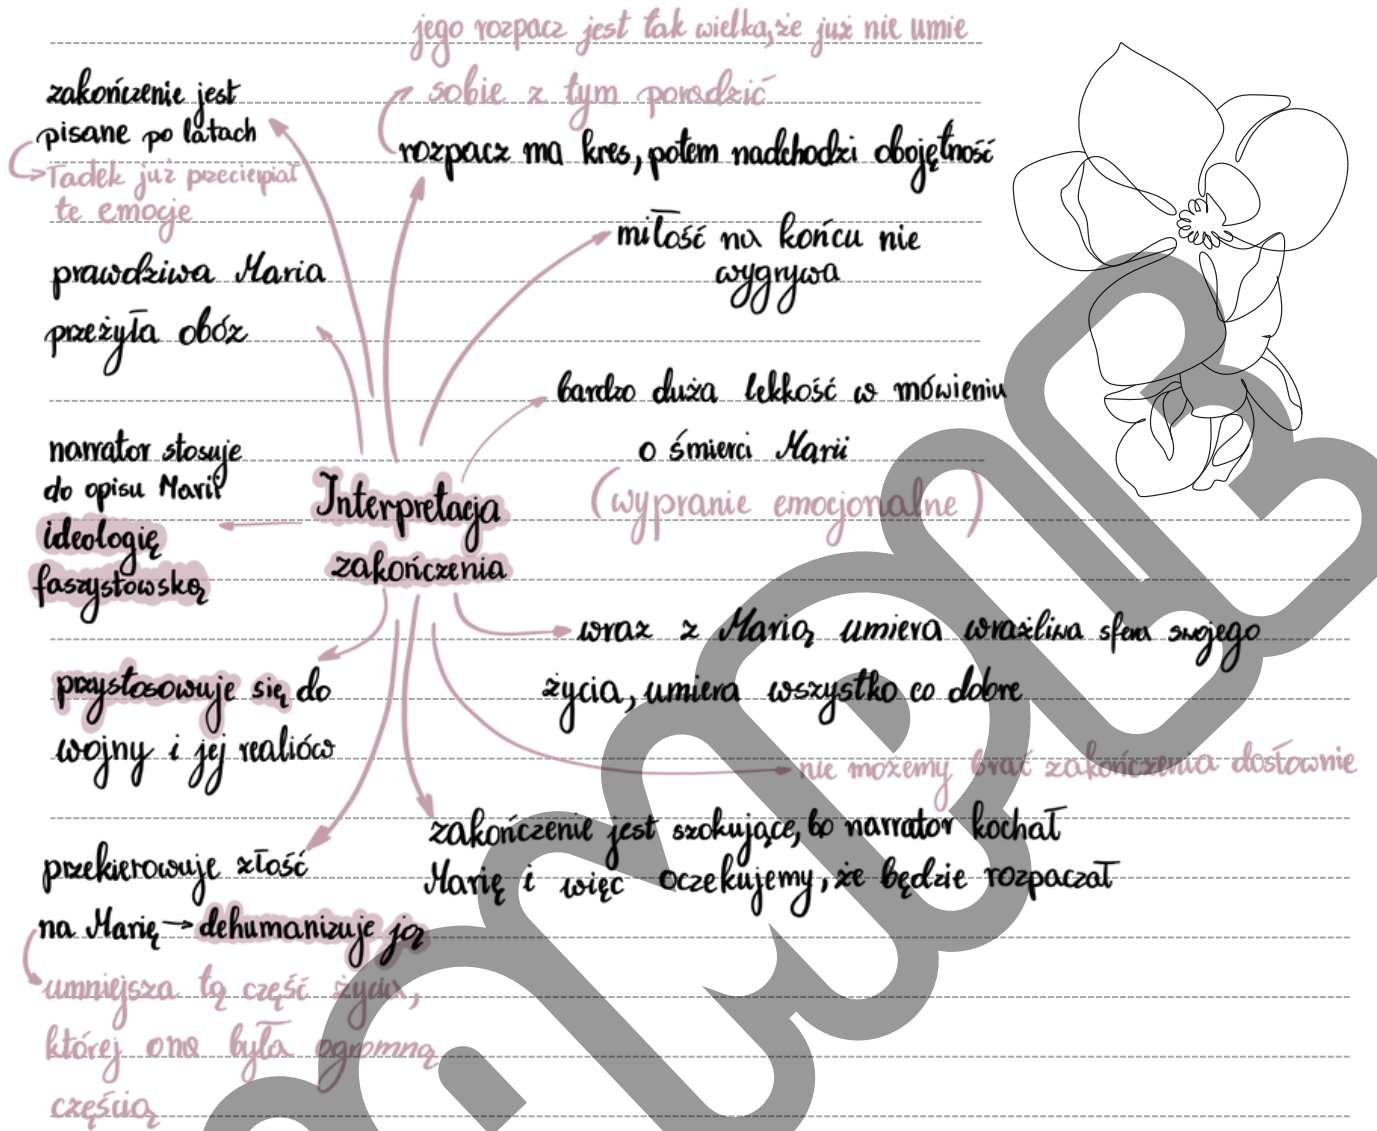 jego rozpacz jest tak wielka, że już nie umie
sobie z tym poradzić
rozpacz ma kres, potem nadchodzi obojętność
zakończenie jest
pisane po latach
Tadek już przecierpiał
te emocje
miłość na końcu nie
wygrywa
prawdziwa Maria
przeżyła obóz
bardzo duża lekkość w mówieniu
o śmierci Marii
(wypranie emocjonalne)
narrator stosuje
do opisu Marii
ideologię
faszystowską
Interpretacja
zakończenia
wraz z Marią umiera wrażliwa sfera swojego
życia, umiera wszystko co dobre
przystosowuje się do
wojny i jej realiów
nie możemy brać zakończenia dosłownie
zakończenie jest szokujące, bo narrator kochał
Marię i więc oczekujemy, że będzie rozpaczał
przekierowuje złość
na Marię → dehumanizuje ją
umniejsza tą część życia,
której ona była ogromną
częścią